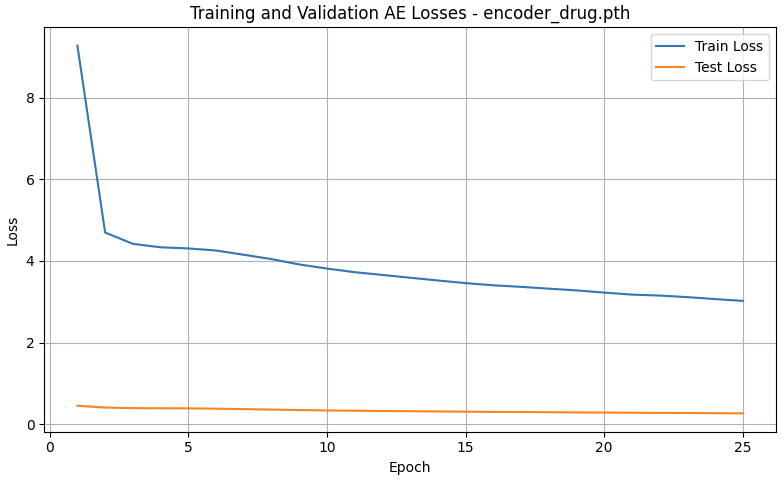 Training and Validation AE Losses - encoder_drug.pth
Train Loss
Test Loss
8
6
4
2
0
Loss
0
5
10
15
20
25
Epoch